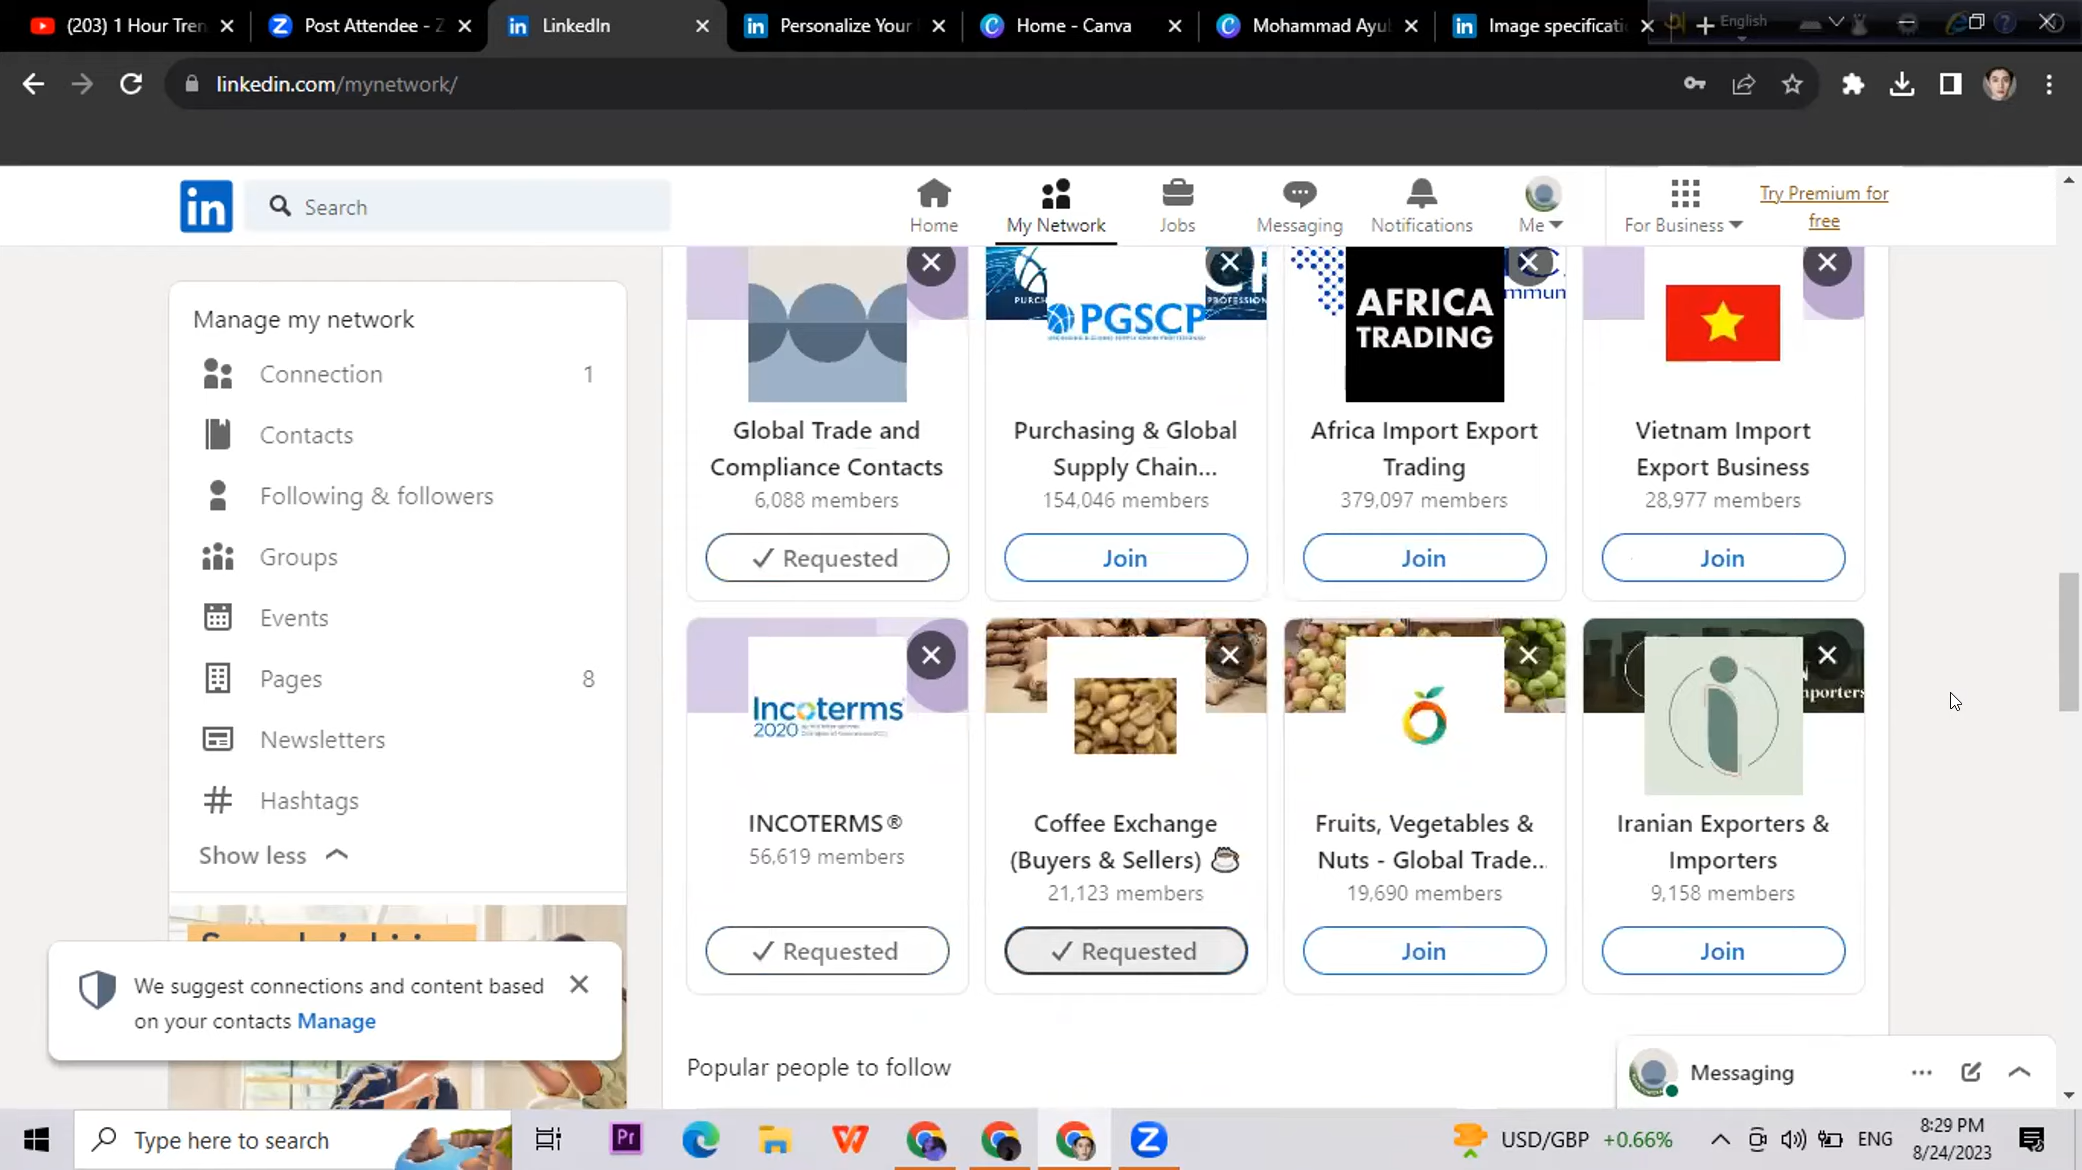 (203) 1 Hour Tren
Post Attendee - Z
LinkedIn
Personalize Your
Home - Canva
Mohammad Ayu
Image specificati
English
linkedin.com/mynetwork/
in
Search
Home
My Network
Jobs
Messaging
Notifications
Me
For Business
Try Premium for
free
Manage my network
Connection 1
Contacts
Following & followers
Groups
Events
Pages 8
Newsletters
Hashtags
Show less
We suggest connections and content based
on your contacts Manage
PGSCP
Global Trade and
Compliance Contacts
6,088 members
Requested
Purchasing & Global
Supply Chain...
154,046 members
Join
AFRICA
TRADING
Africa Import Export
Trading
379,097 members
Join
Vietnam Import
Export Business
28,977 members
Join
Incoterms
2020
INCOTERMS®
56,619 members
Requested
Coffee Exchange
(Buyers & Sellers)
21,123 members
Requested
Fruits, Vegetables &
Nuts - Global Trade...
19,690 members
Join
Iranian Exporters &
Importers
9,158 members
Join
Popular people to follow
Messaging
Type here to search
Pr
USD/GBP +0.66%
ENG
8:29 PM
8/24/2023